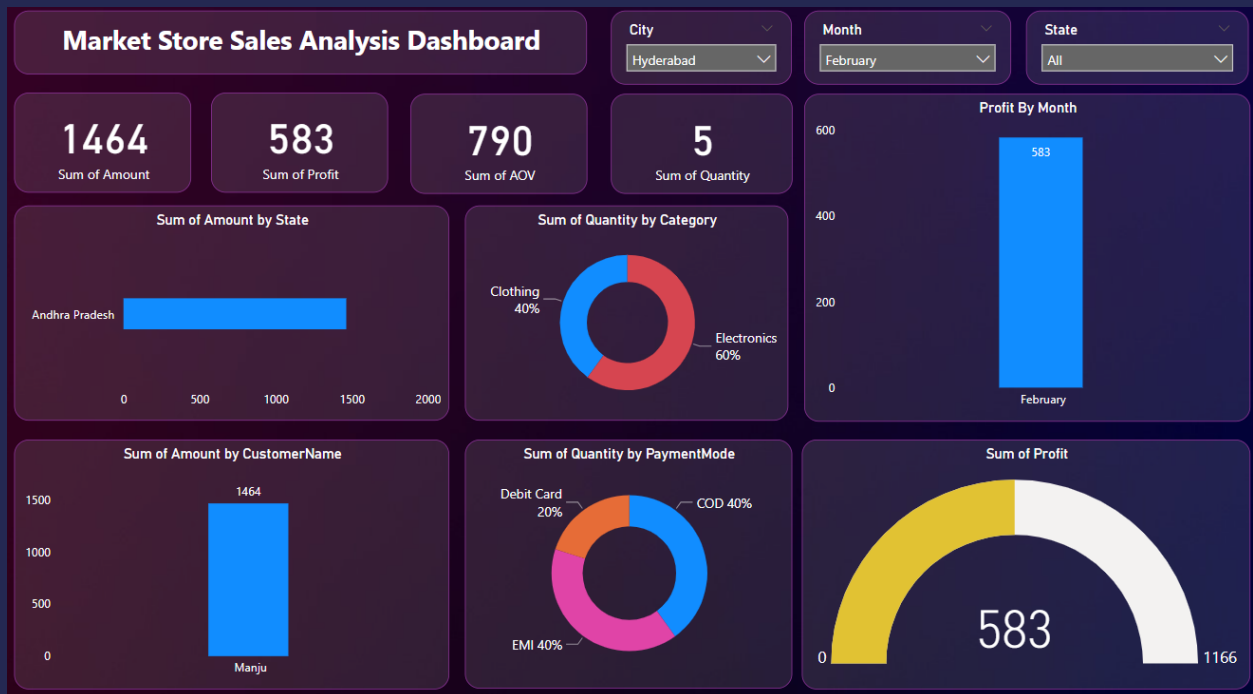 Market Store Sales Analysis Dashboard
City
Hyderabad
Month
February
State
All
1464
Sum of Amount
583
Sum of Profit
790
Sum of AOV
5
Sum of Quantity
Profit By Month
600
400
200
0
583
February
Sum of Amount by State
Andhra Pradesh
0 500 1000 1500 2000
Sum of Quantity by Category
Clothing
40%
Electronics
60%
Sum of Amount by CustomerName
1500
1000
500
0
1464
Manju
Sum of Quantity by PaymentMode
Debit Card
20%
COD 40%
EMI 40%
Sum of Profit
583
0
1166